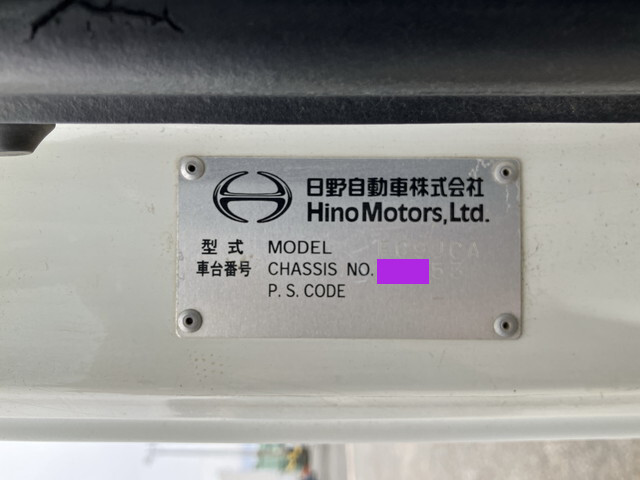 日野自動車株式会社
Hino Motors, Ltd.
型式 MODEL
車台番号 CHASSIS NO.
P.S.CODE